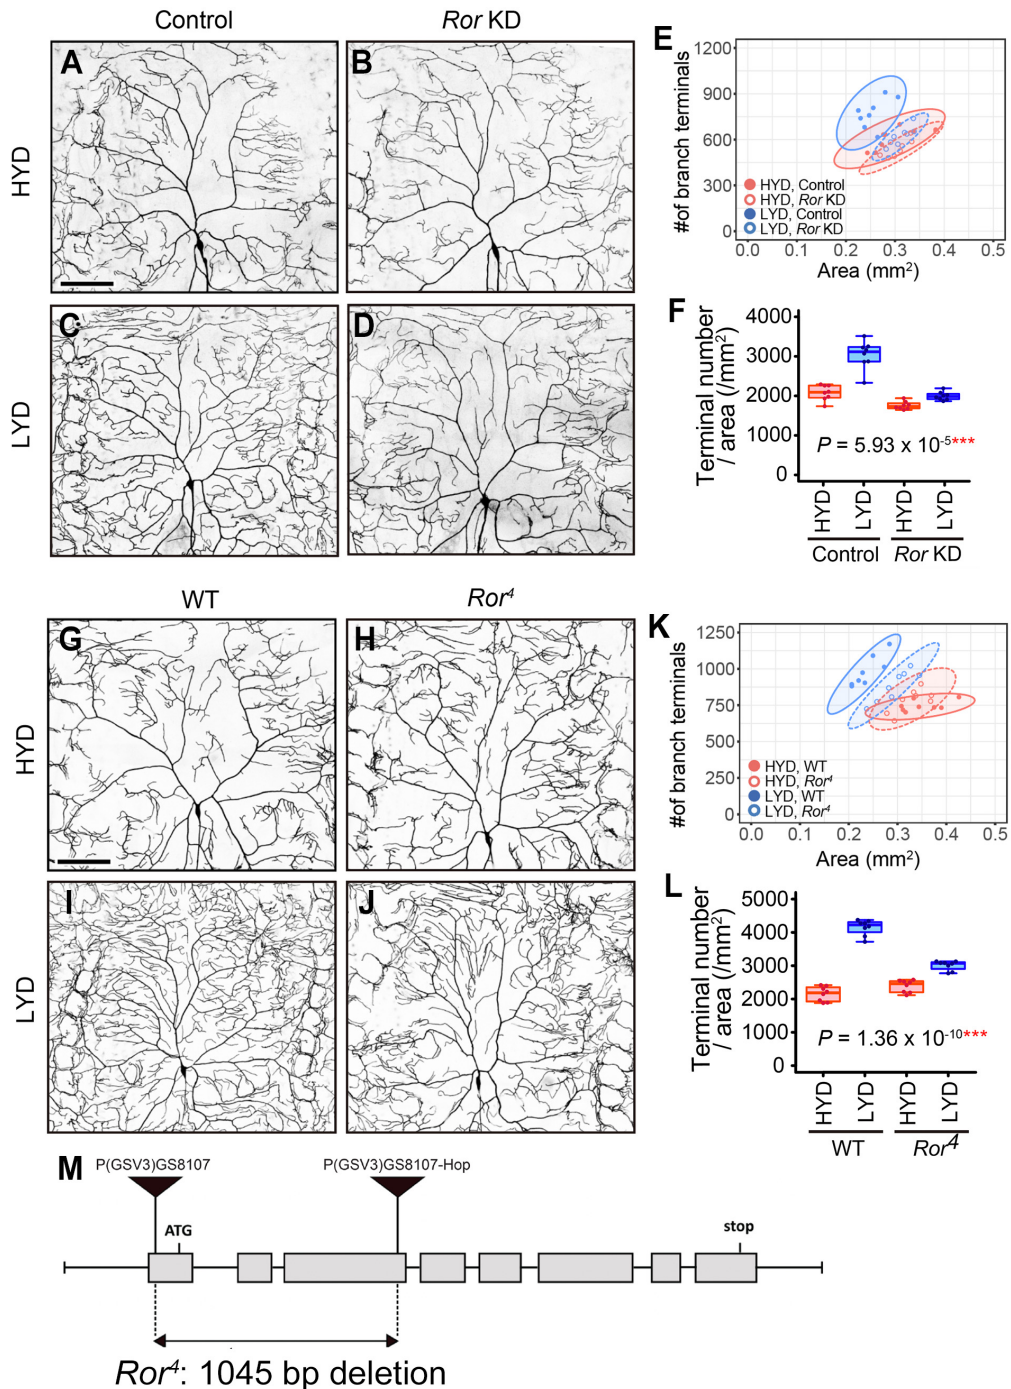 Control
Ror KD
HYD
LYD
A
B
C
D
E
1200
900
600
300
0
#of branch terminals
HYD, Control
HYD, Ror KD
LYD, Control
LYD, Ror KD
0.0 0.1 0.2 0.3 0.4 0.5
Area (mm²)
F
4000
3000
2000
1000
0
Terminal number
/ area (/mm²)
P = 5.93 x 10⁻⁵***
HYD LYD HYD LYD
Control Ror KD
WT
Ror⁴
HYD
LYD
G
H
I
J
K
1250
1000
750
500
250
0
#of branch terminals
HYD, WT
HYD, Ror⁴
LYD, WT
LYD, Ror⁴
0.0 0.1 0.2 0.3 0.4 0.5
Area (mm²)
L
5000
4000
3000
2000
1000
0
Terminal number
/ area (/mm²)
P = 1.36 x 10⁻¹⁰***
HYD LYD HYD LYD
WT Ror⁴
M
P(GSV3)GS8107
P(GSV3)GS8107-Hop
ATG
stop
Ror⁴: 1045 bp deletion